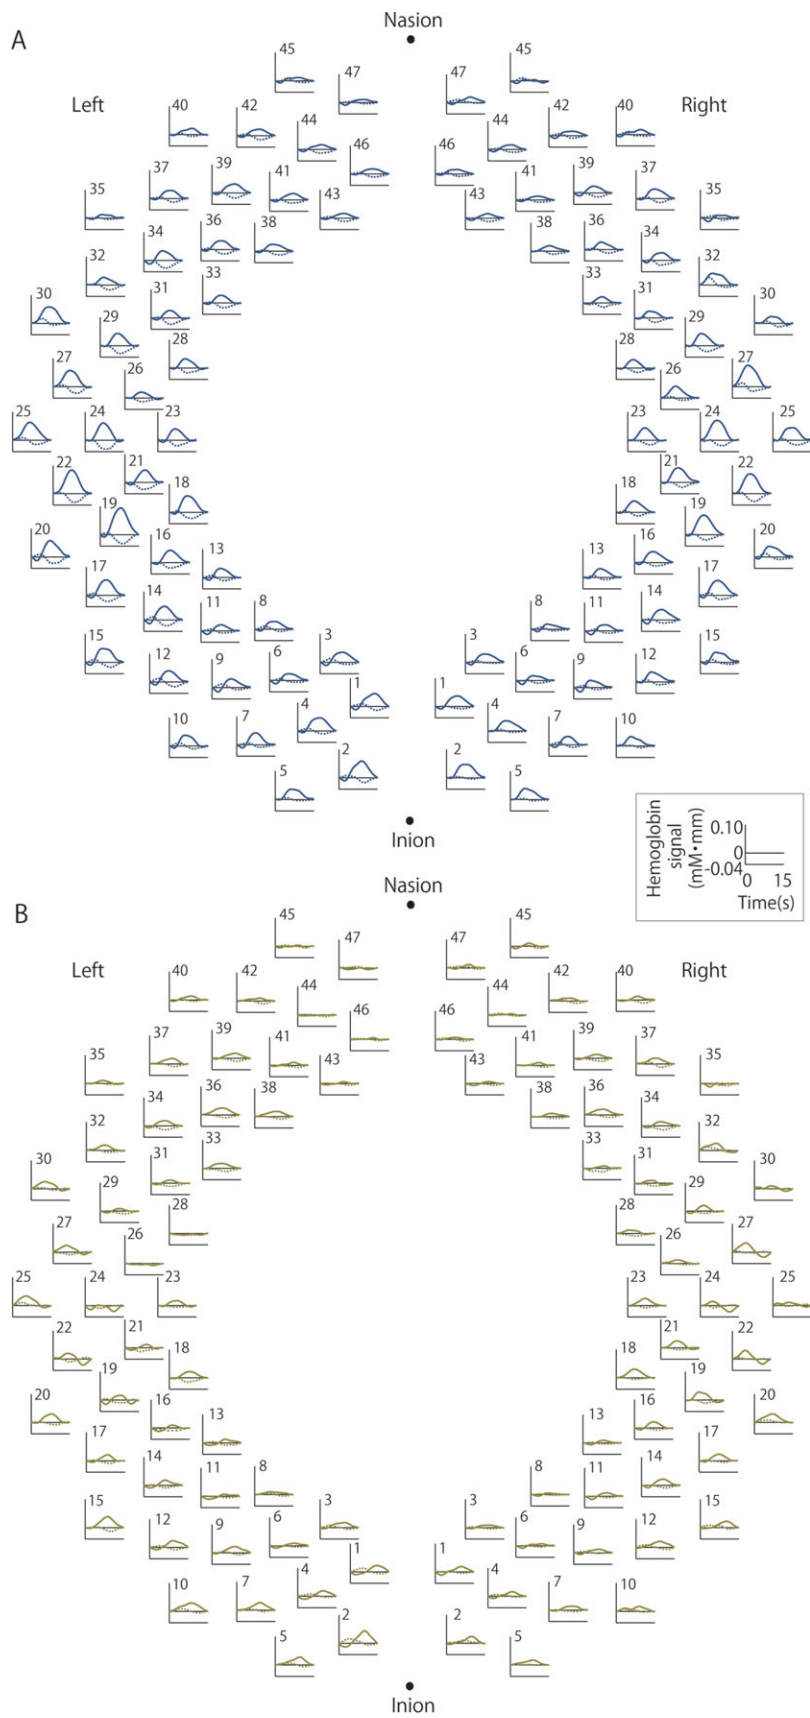 Nasion
A
45 45
47 47
Left Right
40 42 42 40
44 44
46 46
37 39 39 37
41 41
35 43 43 35
36 38 38 36
34 34
32 32
33 33
30 31 31 30
29 29
28 28
27 26 26 27
25 24 23 23 24 25
22 21 21 22
18 18
19 19
20 16 16 20
13 13
17 17
14 14
11 8 8 11
15 3 3 15
12 9 6 6 9 12
1 1
4 4
10 7 7 10
2 2
5 5
Inion
Hemoglobin
signal
(mM·mm)
0.10
0
-0.04
0 15
Time(s)
Nasion
B
45 45
47 47
Left Right
40 42 42 40
44 44
46 46
37 39 39 37
41 41
35 43 43 35
36 38 38 36
34 34
32 32
33 33
30 31 31 30
29 29
28 28
27 26 26 27
25 24 23 23 24 25
22 21 21 22
18 18
19 19
20 16 16 20
13 13
17 17
14 14
11 8 8 11
15 3 3 15
12 9 6 6 9 12
1 1
4 4
10 7 7 10
2 2
5 5
Inion